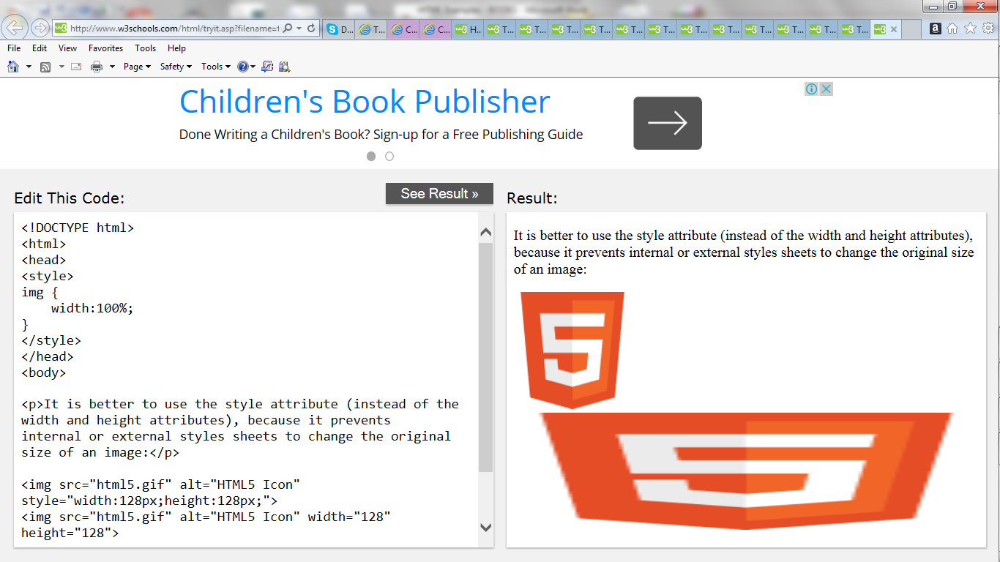 HTML Examples - BOOKS - Microsoft Word
http://www.w3schools.com/html/tryit.asp?filename=t
D... T... C... C... H... T... T... T... T... T... T... T... T... T... T... T... T...
File Edit View Favorites Tools Help
Page Safety Tools
Children's Book Publisher
Done Writing a Children's Book? Sign-up for a Free Publishing Guide
Edit This Code:
See Result »
Result:
<!DOCTYPE html>
<html>
<head>
<style>
img {
    width:100%;
}
</style>
</head>
<body>
<p>It is better to use the style attribute (instead of the
width and height attributes), because it prevents
internal or external styles sheets to change the original
size of an image:</p>
<img src="html5.gif" alt="HTML5 Icon"
style="width:128px;height:128px;">
<img src="html5.gif" alt="HTML5 Icon" width="128"
height="128">
It is better to use the style attribute (instead of the width and height attributes),
because it prevents internal or external styles sheets to change the original size
of an image:
5
5